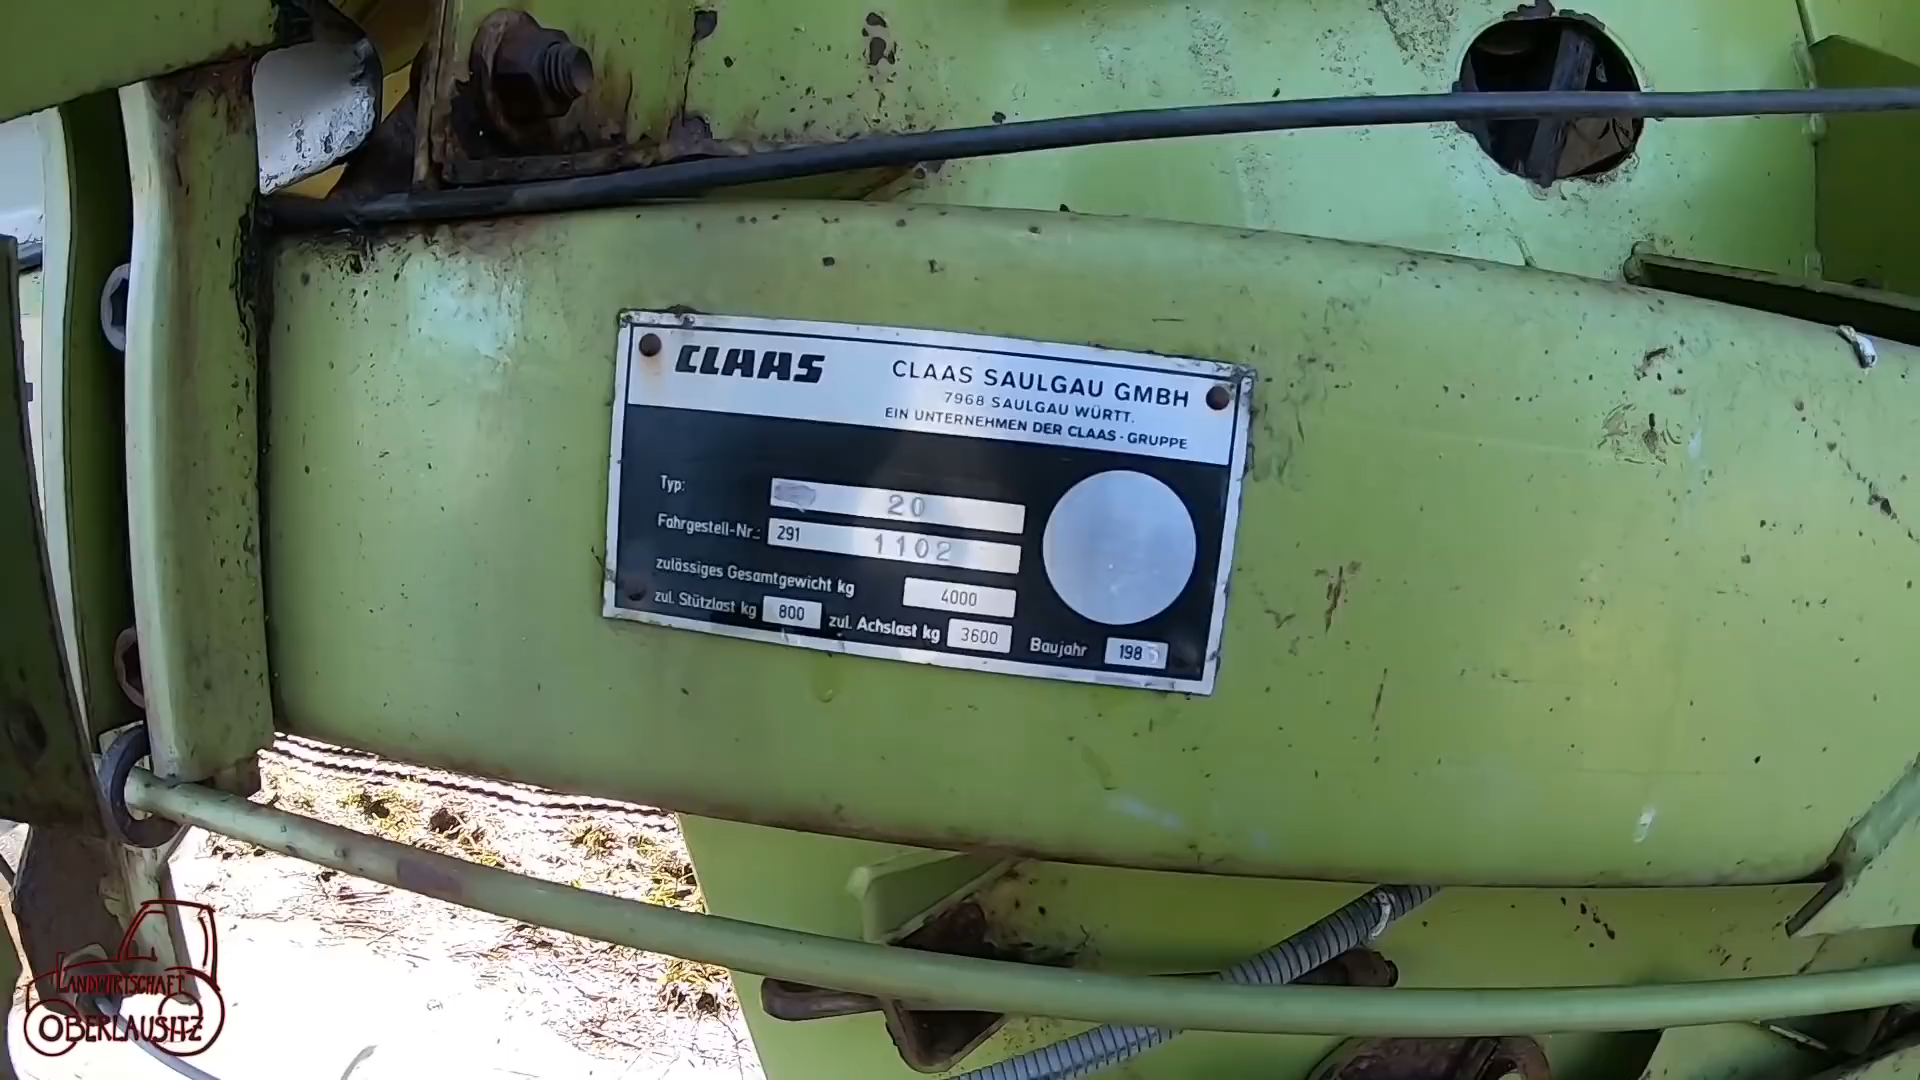 CLAAS
CLAAS SAULGAU GMBH
7968 SAULGAU WÜRTT.
EIN UNTERNEHMEN DER CLAAS-GRUPPE
Typ: 20
Fahrgestell-Nr.: 291 1102
zulässiges Gesamtgewicht kg 4000
zul. Stützlast kg 800 zul. Achslast kg 3600 Baujahr 198
LANDWIRTSCHAFT
OBERLAUSITZ